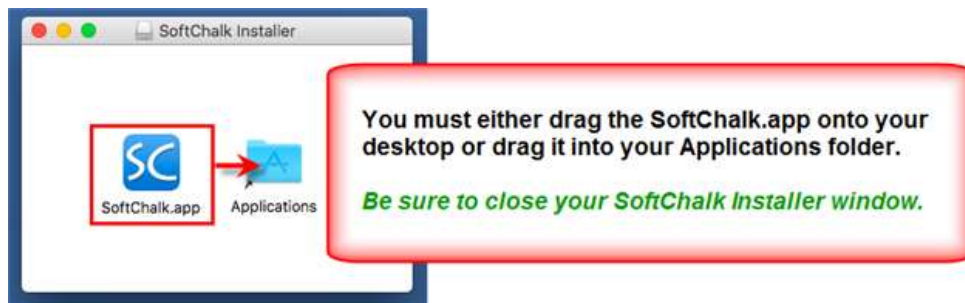 SoftChalk Installer
SC
SoftChalk.app
Applications
You must either drag the SoftChalk.app onto your
desktop or drag it into your Applications folder.
Be sure to close your SoftChalk Installer window.